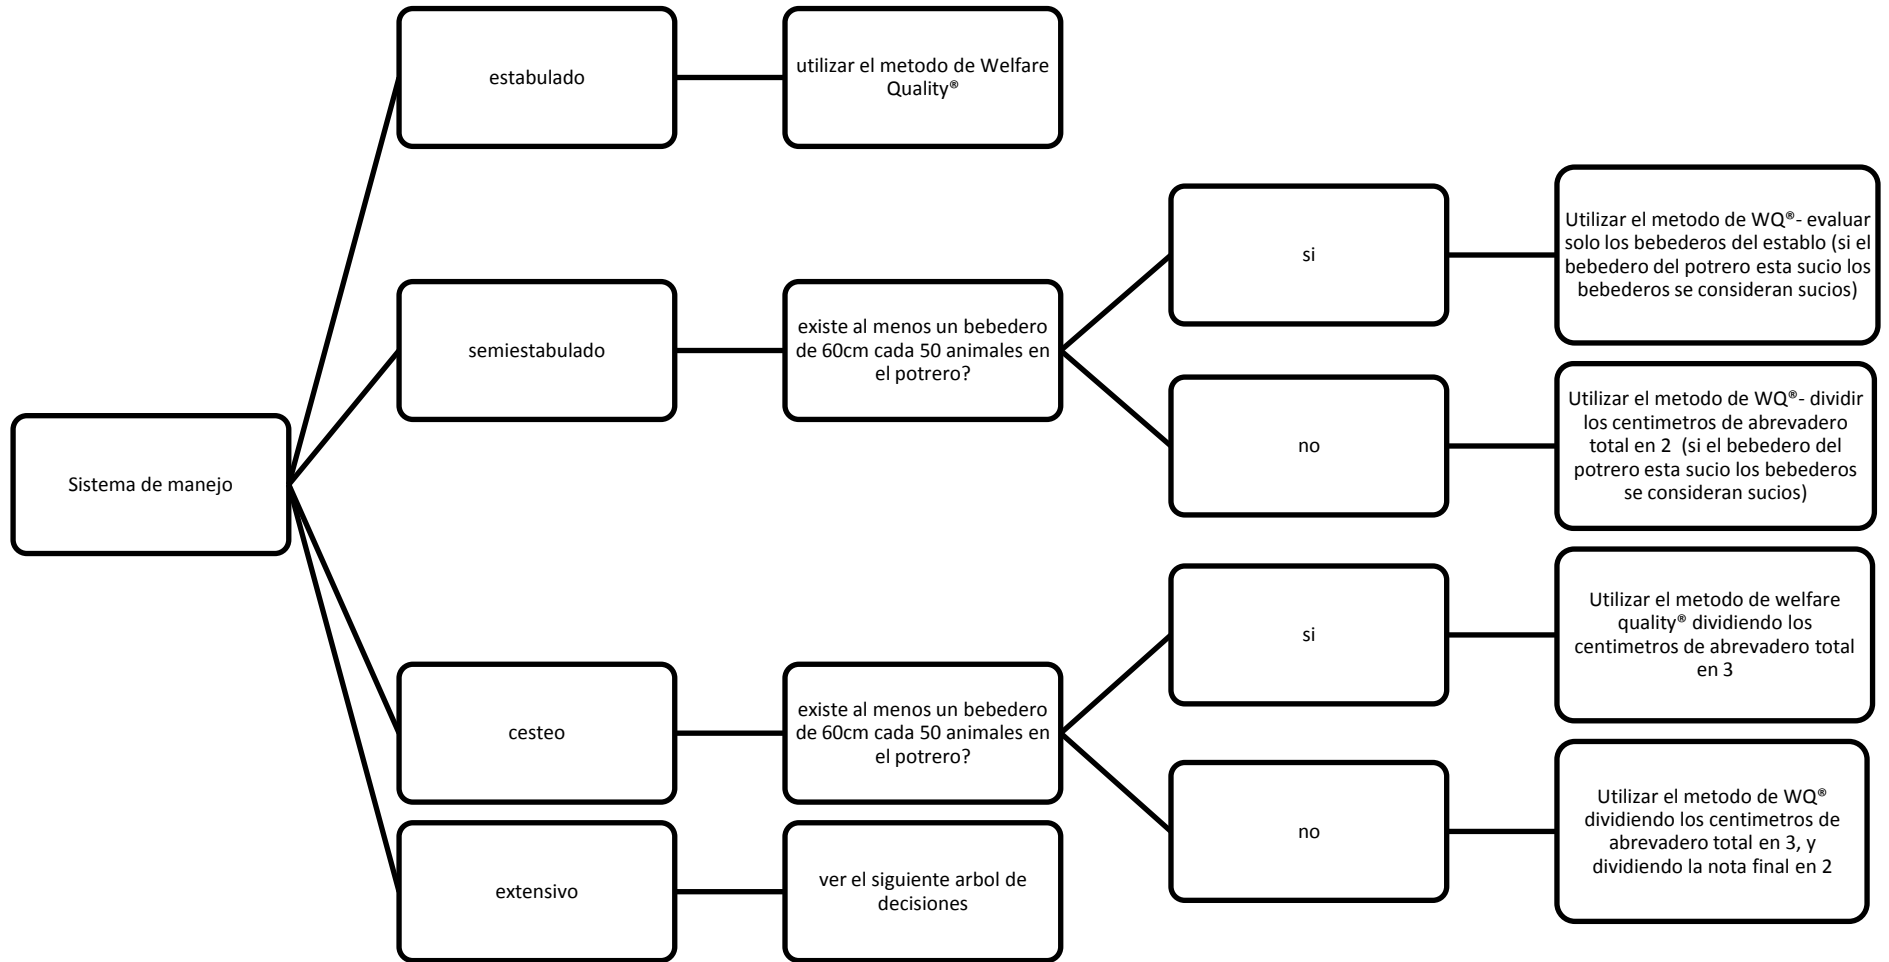 Sistema de manejo
estabulado
utilizar el metodo de Welfare
Quality®
semiestabulado
existe al menos un bebedero
de 60cm cada 50 animales en
el potrero?
si
Utilizar el metodo de WQ®- evaluar
solo los bebederos del establo (si el
bebedero del potrero esta sucio los
bebederos se consideran sucios)
no
Utilizar el metodo de WQ®- dividir
los centimetros de abrevadero
total en 2 (si el bebedero del
potrero esta sucio los bebederos
se consideran sucios)
cesteo
existe al menos un bebedero
de 60cm cada 50 animales en
el potrero?
si
Utilizar el metodo de welfare
quality® dividiendo los
centimetros de abrevadero total
en 3
no
Utilizar el metodo de WQ®
dividiendo los centimetros de
abrevadero total en 3, y
dividiendo la nota final en 2
extensivo
ver el siguiente arbol de
decisiones